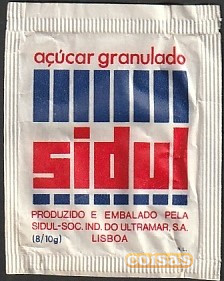 açúcar granulado
sidul
PRODUZIDO E EMBALADO PELA
SIDUL-SOC. IND. DO ULTRAMAR, S.A.
(8/10g) LISBOA
coisas